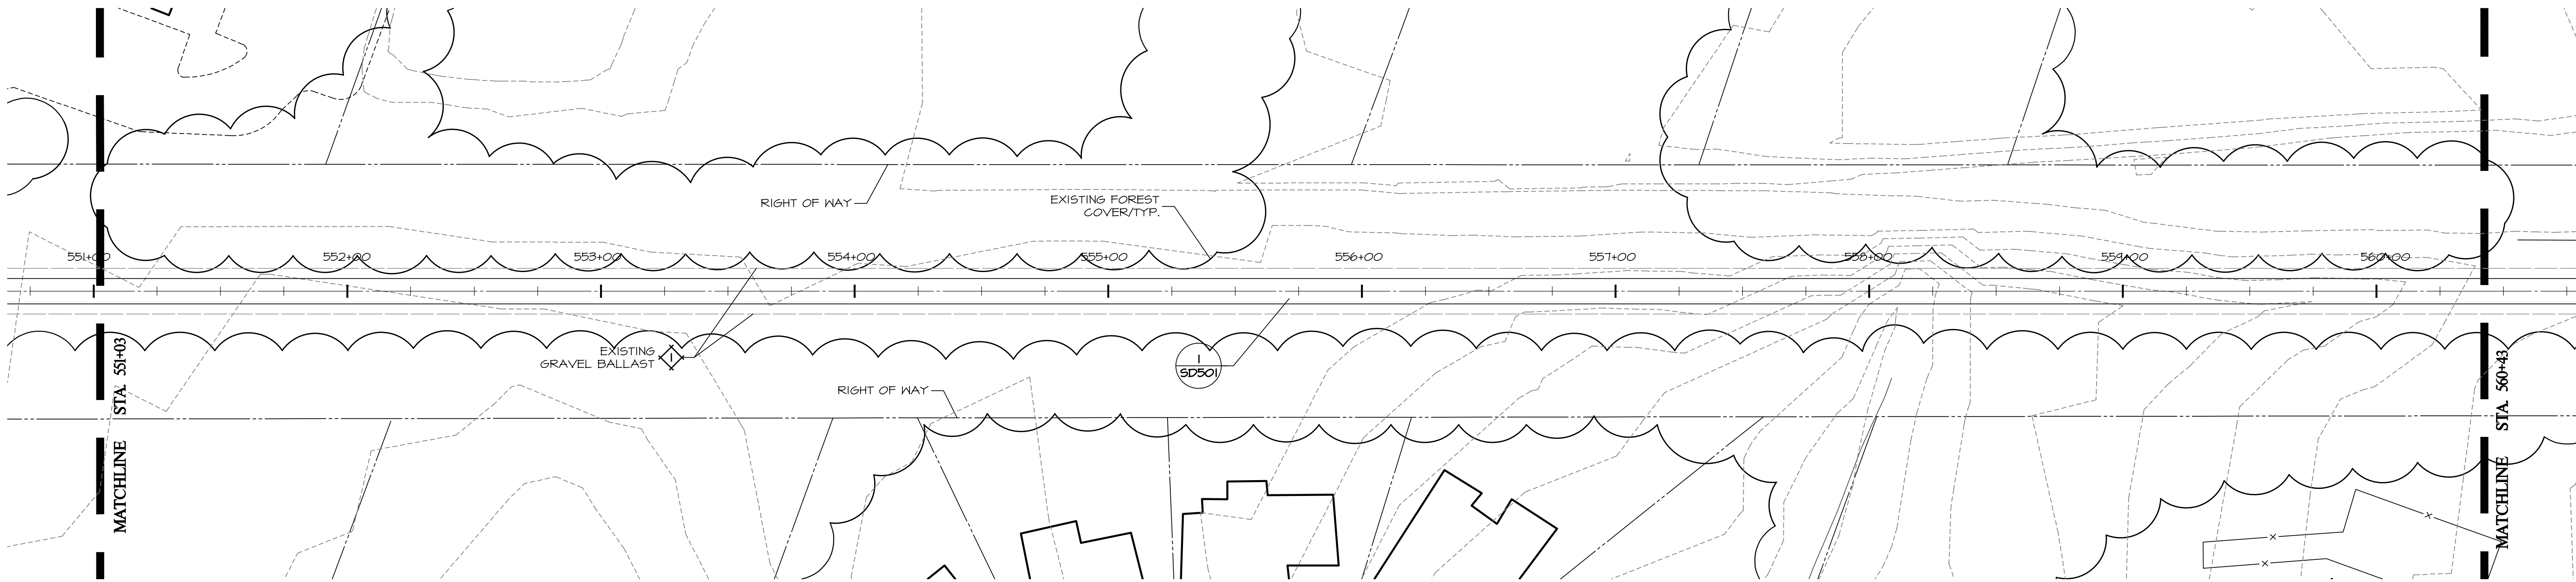 RIGHT OF WAY
EXISTING FOREST
COVER/TYP.
551+00
552+00
553+00
554+00
555+00
556+00
557+00
558+00
559+00
560+00
EXISTING
GRAVEL BALLAST
1
1
SD501
RIGHT OF WAY
MATCHLINE STA. 551+03
MATCHLINE STA. 560+43